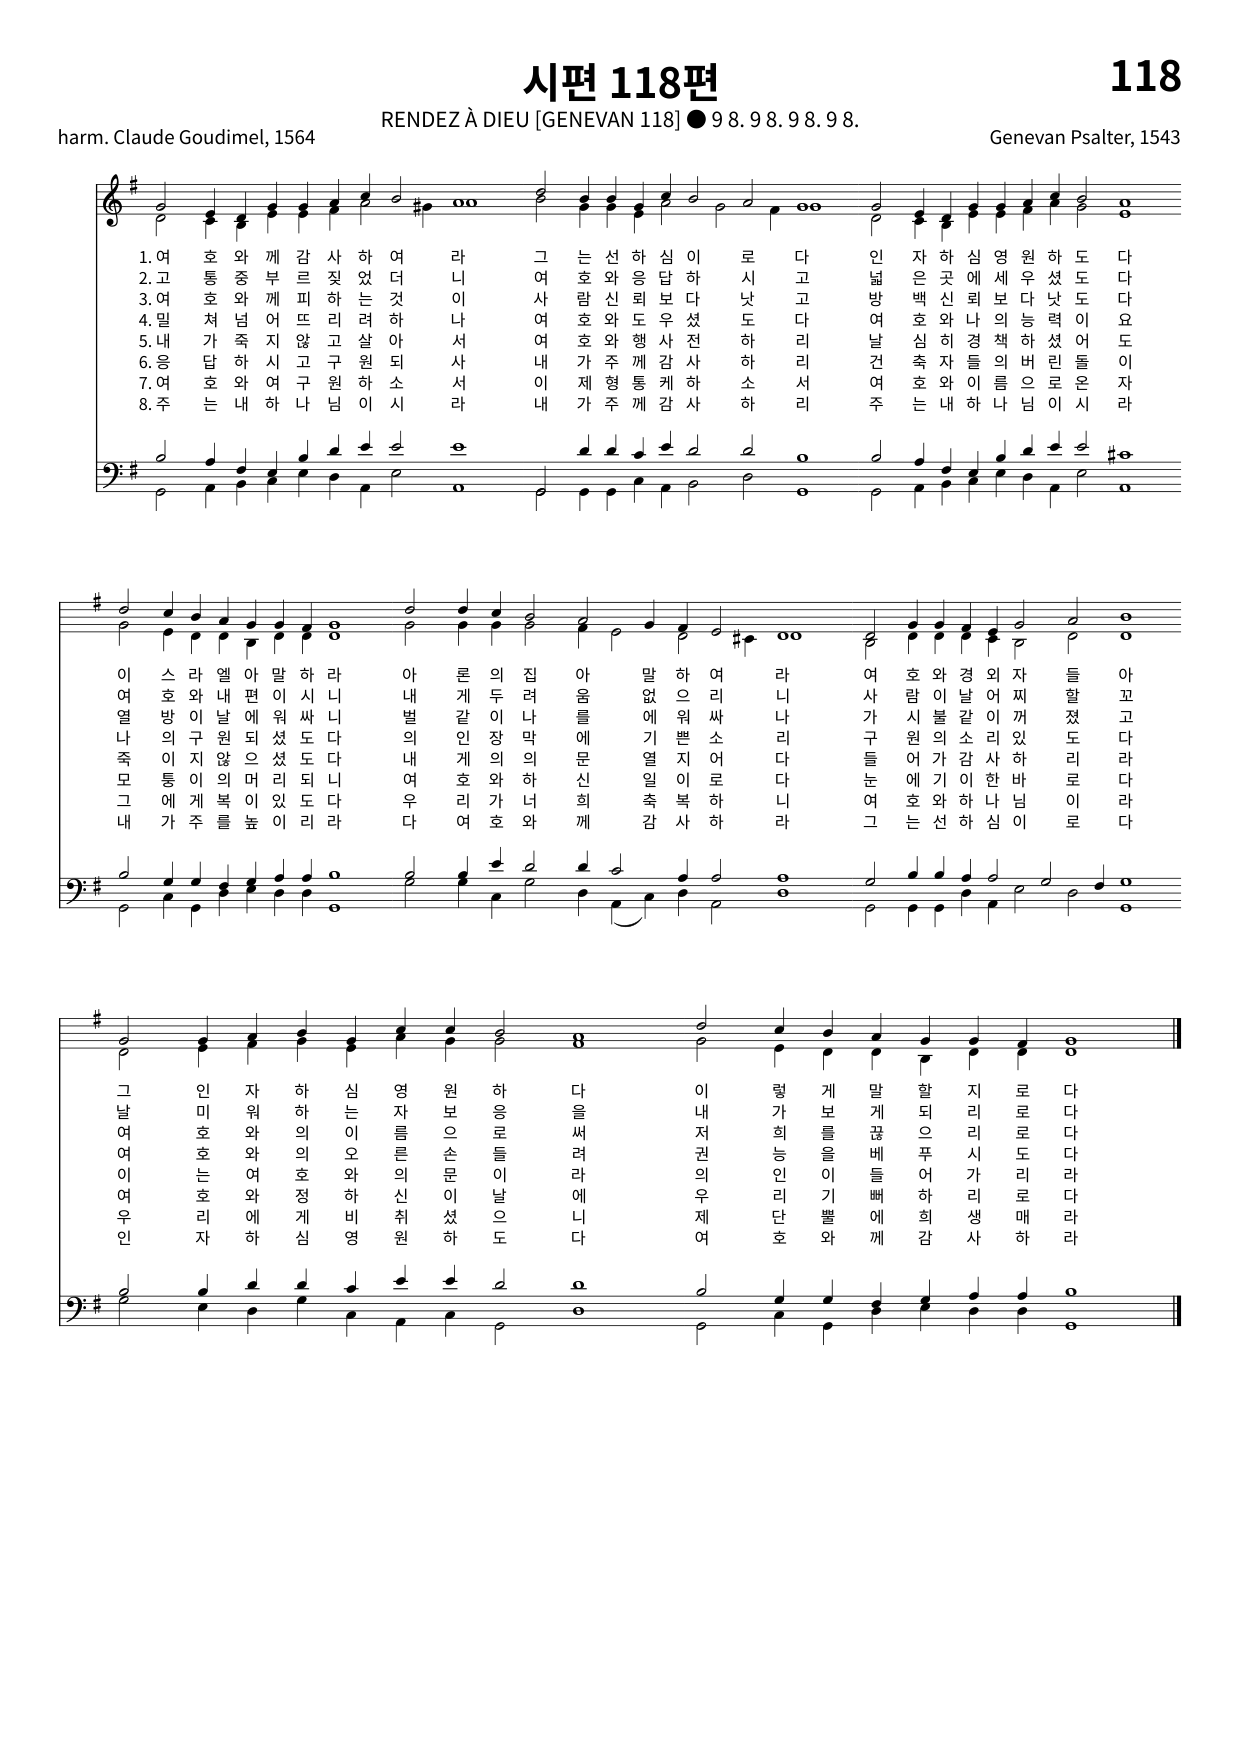 시편 118편
118
RENDEZ À DIEU [GENEVAN 118] ● 9 8. 9 8. 9 8. 9 8.
harm. Claude Goudimel, 1564
Genevan Psalter, 1543
1. 여 호 와 께 감 사 하 여 라 그 는 선 하 심 이 로 다 인 자 하 심 영 원 하 도 다
2. 고 통 중 부 르 짖 었 더 니 여 호 와 응 답 하 시 고 넓 은 곳 에 세 우 셨 도 다
3. 여 호 와 께 피 하 는 것 이 사 람 신 뢰 보 다 낫 고 방 백 신 뢰 보 다 낫 도 다
4. 밀 쳐 넘 어 뜨 리 려 하 나 여 호 와 도 우 셨 도 다 여 호 와 나 의 능 력 이 요
5. 내 가 죽 지 않 고 살 아 서 여 호 와 행 사 전 하 리 날 심 히 경 책 하 셨 어 도
6. 응 답 하 시 고 구 원 되 사 내 가 주 께 감 사 하 리 건 축 자 들 의 버 린 돌 이
7. 여 호 와 여 구 원 하 소 서 이 제 형 통 케 하 소 서 여 호 와 이 름 으 로 온 자
8. 주 는 내 하 나 님 이 시 라 내 가 주 께 감 사 하 리 주 는 내 하 나 님 이 시 라
이 스 라 엘 아 말 하 라 아 론 의 집 아 말 하 여 라 여 호 와 경 외 자 들 아
여 호 와 내 편 이 시 니 내 게 두 려 움 없 으 리 니 사 람 이 날 어 찌 할 꼬
열 방 이 날 에 워 싸 니 벌 같 이 나 를 에 워 싸 나 가 시 불 같 이 꺼 졌 고
나 의 구 원 되 셨 도 다 의 인 장 막 에 기 쁜 소 리 구 원 의 소 리 있 도 다
죽 이 지 않 으 셨 도 다 내 게 의 의 문 열 지 어 다 들 어 가 감 사 하 리 라
모 퉁 이 의 머 리 되 니 여 호 와 하 신 일 이 로 다 눈 에 기 이 한 바 로 다
그 에 게 복 이 있 도 다 우 리 가 너 희 축 복 하 니 여 호 와 하 나 님 이 라
내 가 주 를 높 이 리 라 다 여 호 와 께 감 사 하 라 그 는 선 하 심 이 로 다
그 인 자 하 심 영 원 하 다 이 렇 게 말 할 지 로 다
날 미 워 하 는 자 보 응 을 내 가 보 게 되 리 로 다
여 호 와 의 이 름 으 로 써 저 희 를 끊 으 리 로 다
여 호 와 의 오 른 손 들 려 권 능 을 베 푸 시 도 다
이 는 여 호 와 의 문 이 라 의 인 이 들 어 가 리 라
여 호 와 정 하 신 이 날 에 우 리 기 뻐 하 리 로 다
우 리 에 게 비 취 셨 으 니 제 단 뿔 에 희 생 매 라
인 자 하 심 영 원 하 도 다 여 호 와 께 감 사 하 라